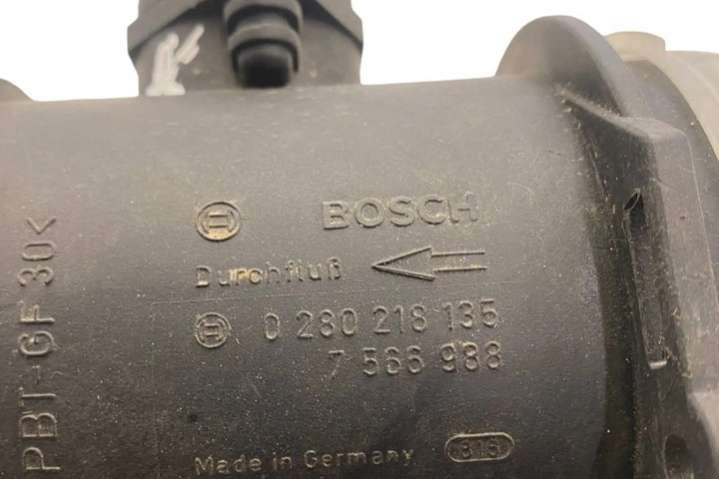 BOSCH
Durchfluß
0 280 218 135
7 566 988
Made in Germany
PBT-GF 30<